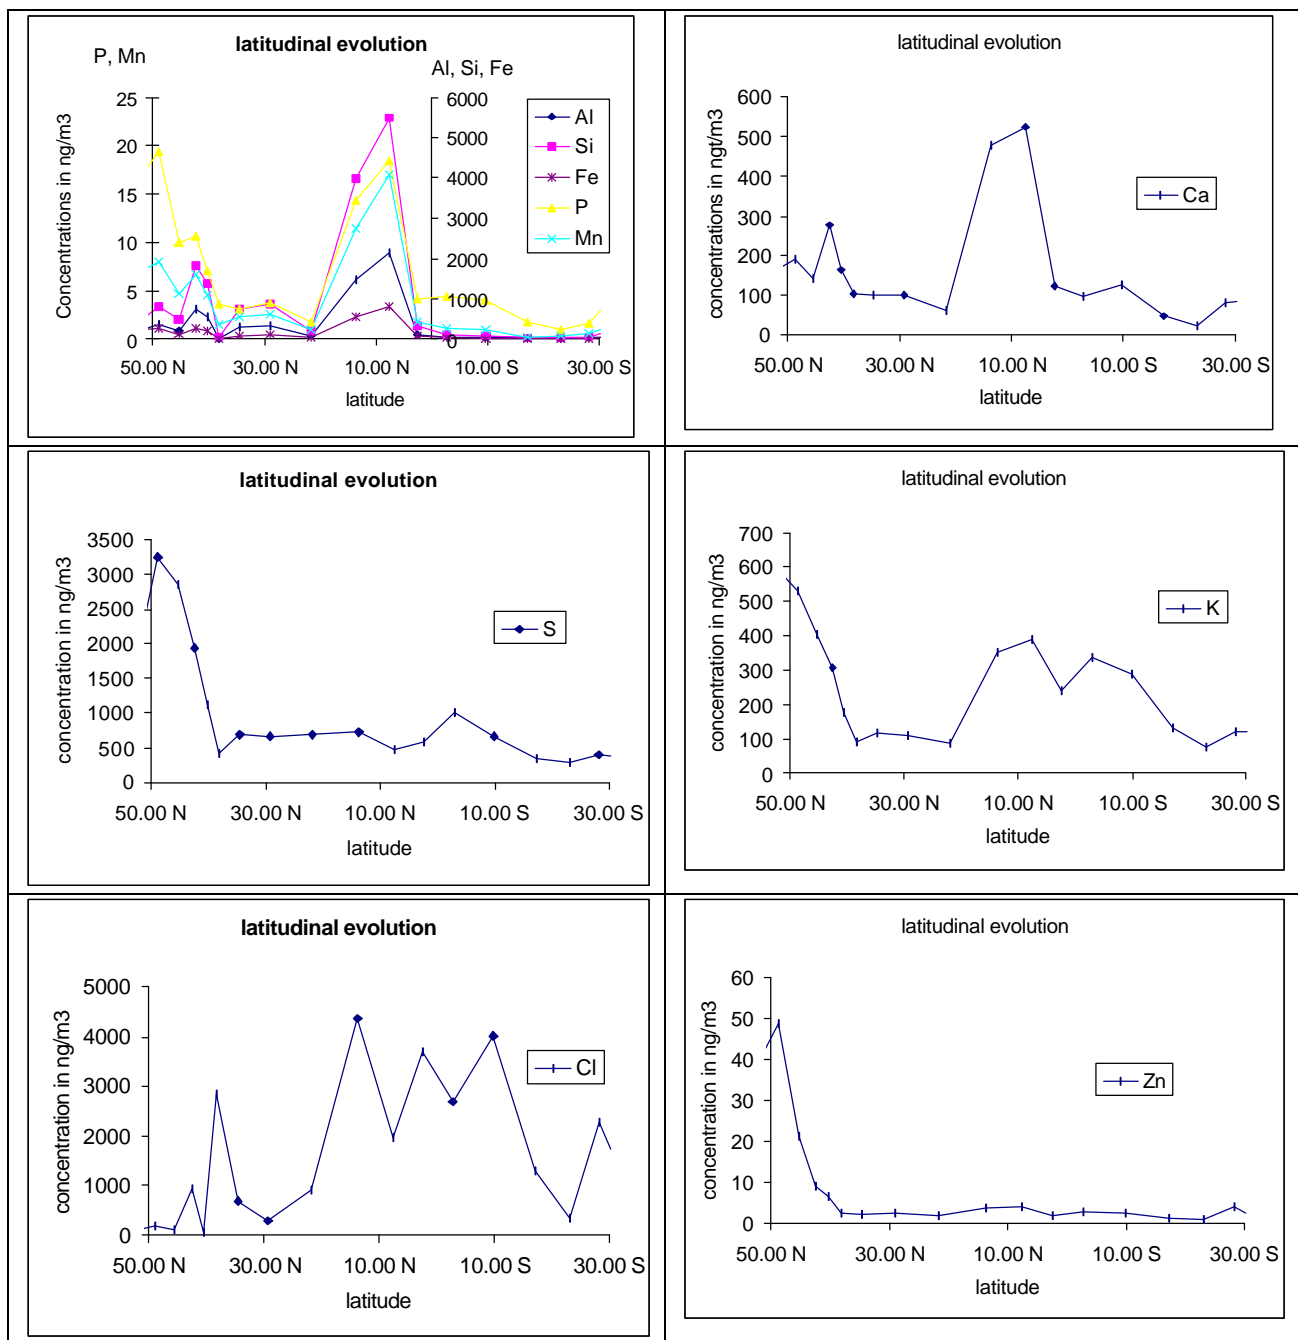 latitudinal evolution
P, Mn
Al, Si, Fe
Concentrations in ng/m3
25
20
15
10
5
0
6000
5000
4000
3000
2000
1000
0
Al
Si
Fe
P
Mn
50.00 N 30.00 N 10.00 N 10.00 S 30.00 S
latitude
latitudinal evolution
concentrations in ngt/m3
600
500
400
300
200
100
0
Ca
50.00 N 30.00 N 10.00 N 10.00 S 30.00 S
latitude
latitudinal evolution
concentration in ng/m3
3500
3000
2500
2000
1500
1000
500
0
S
50.00 N 30.00 N 10.00 N 10.00 S 30.00 S
latitude
latitudinal evolution
concentration in ng/m3
700
600
500
400
300
200
100
0
K
50.00 N 30.00 N 10.00 N 10.00 S 30.00 S
latitude
latitudinal evolution
concentration in ng/m3
5000
4000
3000
2000
1000
0
Cl
50.00 N 30.00 N 10.00 N 10.00 S 30.00 S
latitude
latitudinal evolution
concentration in ng/m3
60
50
40
30
20
10
0
Zn
50.00 N 30.00 N 10.00 N 10.00 S 30.00 S
latitude